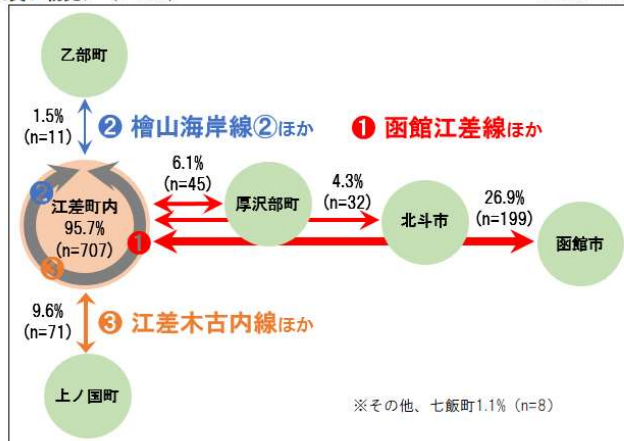 乙部町
1.5%
(n=11)
❷ 檜山海岸線②ほか
❶ 函館江差線ほか
6.1%
(n=45)
厚沢部町
4.3%
(n=32)
北斗市
26.9%
(n=199)
函館市
❷
江差町内
95.7%
(n=707)
❶
❸
9.6%
(n=71)
❸ 江差木古内線ほか
上ノ国町
※その他、七飯町1.1% (n=8)